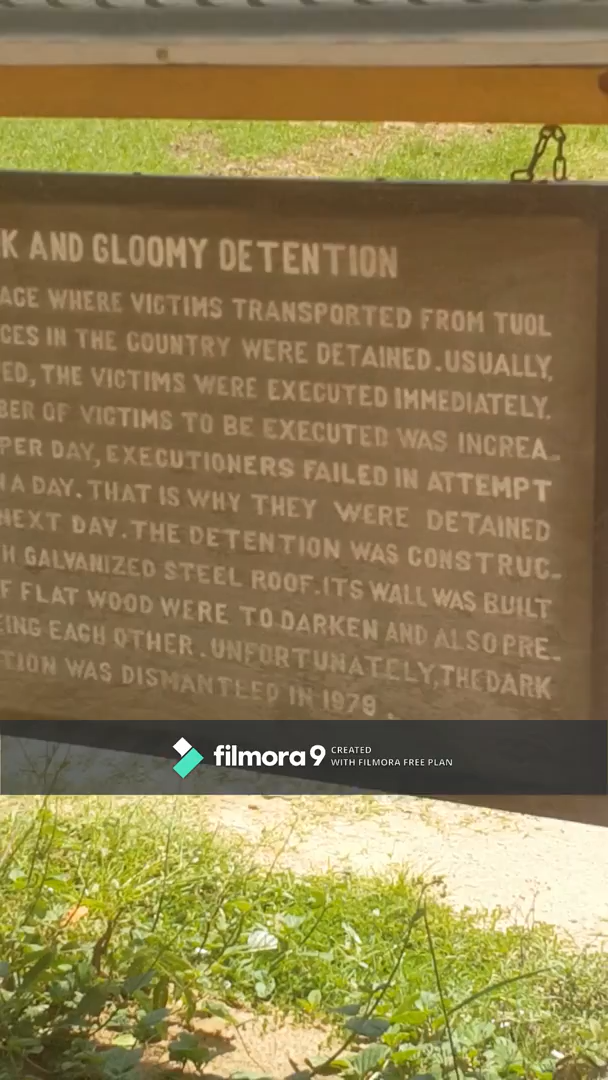 K AND GLOOMY DETENTION
ACE WHERE VICTIMS TRANSPORTED FROM TUOL
CES IN THE COUNTRY WERE DETAINED. USUALLY,
ED, THE VICTIMS WERE EXECUTED IMMEDIATELY.
BER OF VICTIMS TO BE EXECUTED WAS INCREA-
PER DAY, EXECUTIONERS FAILED IN ATTEMPT
N A DAY. THAT IS WHY THEY WERE DETAINED
NEXT DAY. THE DETENTION WAS CONSTRUC-
H GALVANIZED STEEL ROOF. ITS WALL WAS BUILT
F FLAT WOOD WERE TO DARKEN AND ALSO PRE-
EING EACH OTHER. UNFORTUNATELY, THE DARK
TION WAS DISMANTLED IN 1979
filmora9 CREATED
WITH FILMORA FREE PLAN